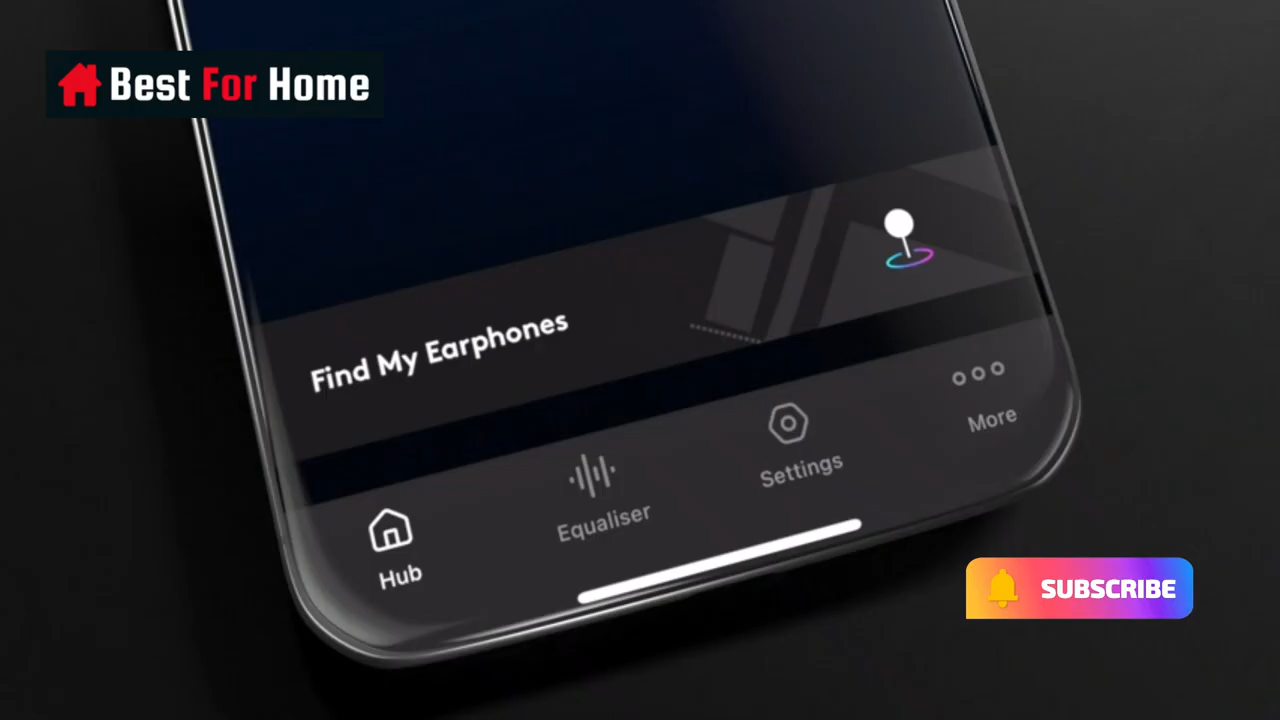 Best For Home
Find My Earphones
Hub
Equaliser
Settings
More
SUBSCRIBE